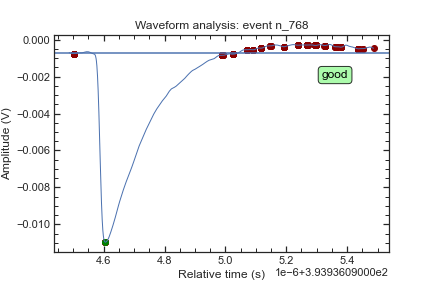 Waveform analysis: event n_768
0.000
−0.002
−0.004
−0.006
−0.008
−0.010
Amplitude (V)
good
4.6
4.8
5.0
5.2
5.4
Relative time (s)
1e-6+3.9393609000e2